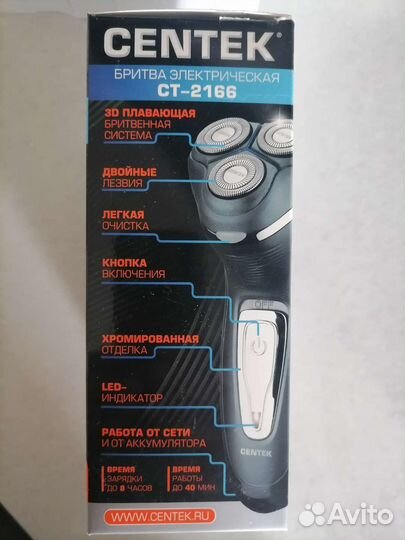 CENTEK®
БРИТВА ЭЛЕКТРИЧЕСКАЯ
CT-2166
3D ПЛАВАЮЩАЯ
БРИТВЕННАЯ
СИСТЕМА
ДВОЙНЫЕ
ЛЕЗВИЯ
ЛЕГКАЯ
ОЧИСТКА
КНОПКА
ВКЛЮЧЕНИЯ
OFF
ХРОМИРОВАННАЯ
ОТДЕЛКА
LED-
ИНДИКАТОР
РАБОТА ОТ СЕТИ
И ОТ АККУМУЛЯТОРА
CENTEK
ВРЕМЯ
ЗАРЯДКИ
ДО 8 ЧАСОВ
ВРЕМЯ
РАБОТЫ
ДО 40 МИН
WWW.CENTEK.RU
Avito